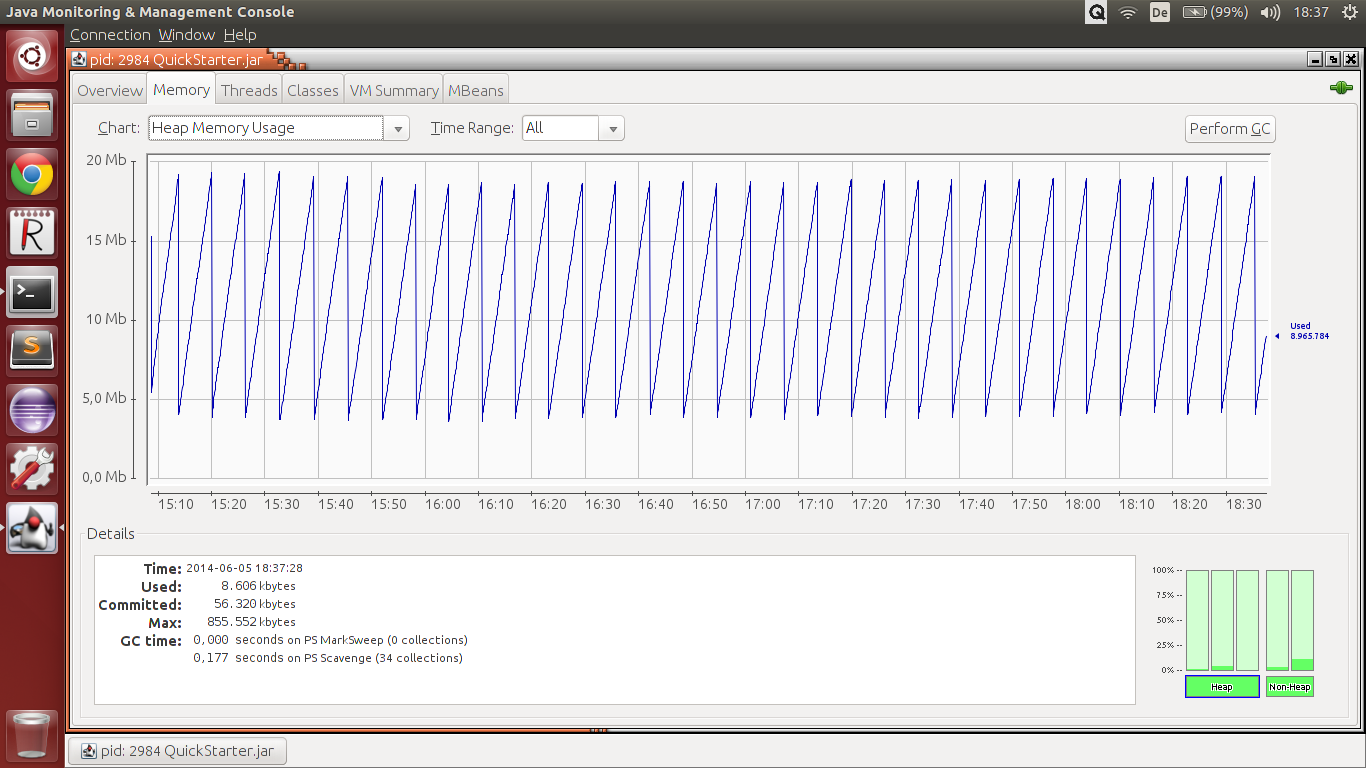 Java Monitoring & Management Console
Q De (99%) 18:37
Connection Window Help
pid: 2984 QuickStarter.jar
Overview Memory Threads Classes VM Summary MBeans
Chart: Heap Memory Usage Time Range: All Perform GC
20 Mb
15 Mb
10 Mb
5,0 Mb
0,0 Mb
Used
8.965.784
15:10 15:20 15:30 15:40 15:50 16:00 16:10 16:20 16:30 16:40 16:50 17:00 17:10 17:20 17:30 17:40 17:50 18:00 18:10 18:20 18:30
Details
Time: 2014-06-05 18:37:28
Used: 8.606 kbytes
Committed: 56.320 kbytes
Max: 855.552 kbytes
GC time: 0,000 seconds on PS MarkSweep (0 collections)
0,177 seconds on PS Scavenge (34 collections)
100% --
75% --
50% --
25% --
0% --
Heap Non-Heap
pid: 2984 QuickStarter.jar
R
>_
S